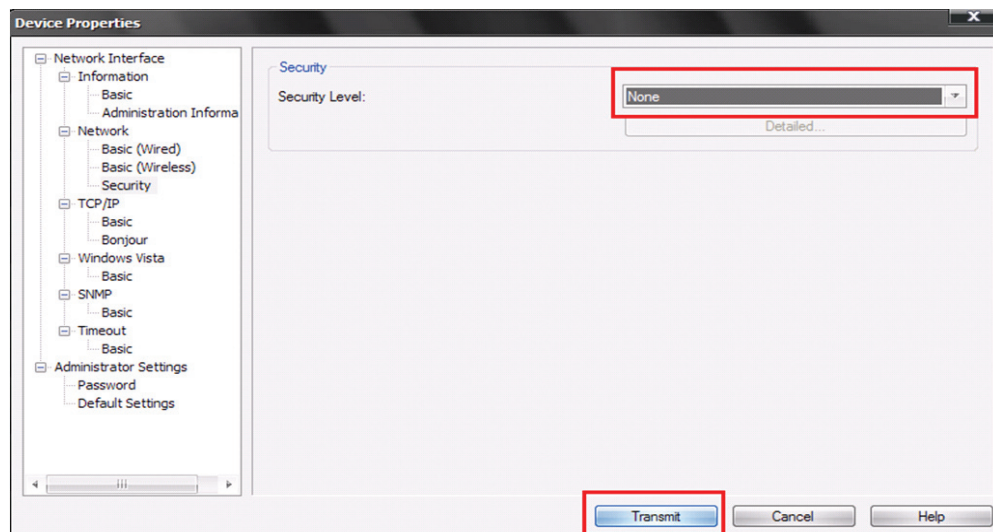 Device Properties
X
Network Interface
Information
Basic
Administration Informa
Network
Basic (Wired)
Basic (Wireless)
Security
TCP/IP
Basic
Bonjour
Windows Vista
Basic
SNMP
Basic
Timeout
Basic
Administrator Settings
Password
Default Settings
Security
Security Level:
None
Detailed...
Transmit
Cancel
Help